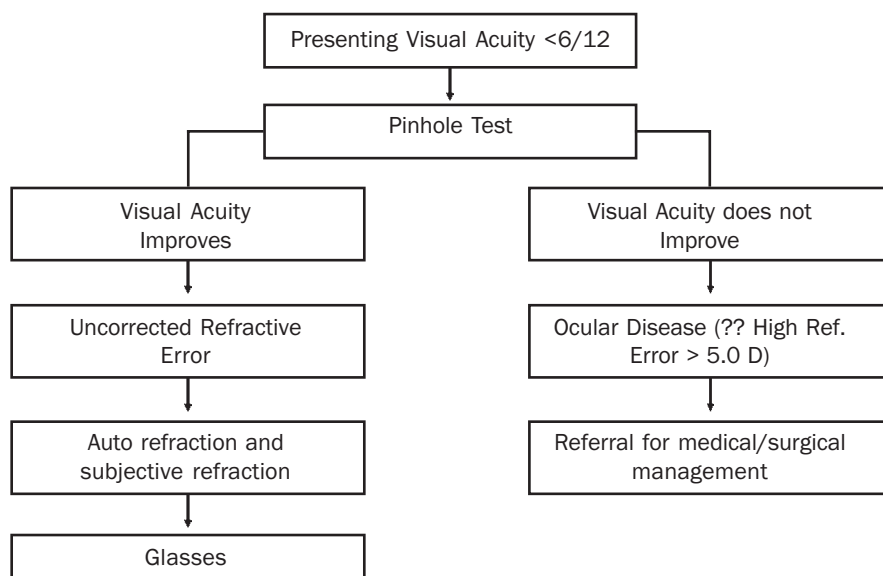 Presenting Visual Acuity <6/12
Pinhole Test
Visual Acuity
Improves
Uncorrected Refractive
Error
Auto refraction and
subjective refraction
Glasses
Visual Acuity does not
Improve
Ocular Disease (?? High Ref.
Error > 5.0 D)
Referral for medical/surgical
management